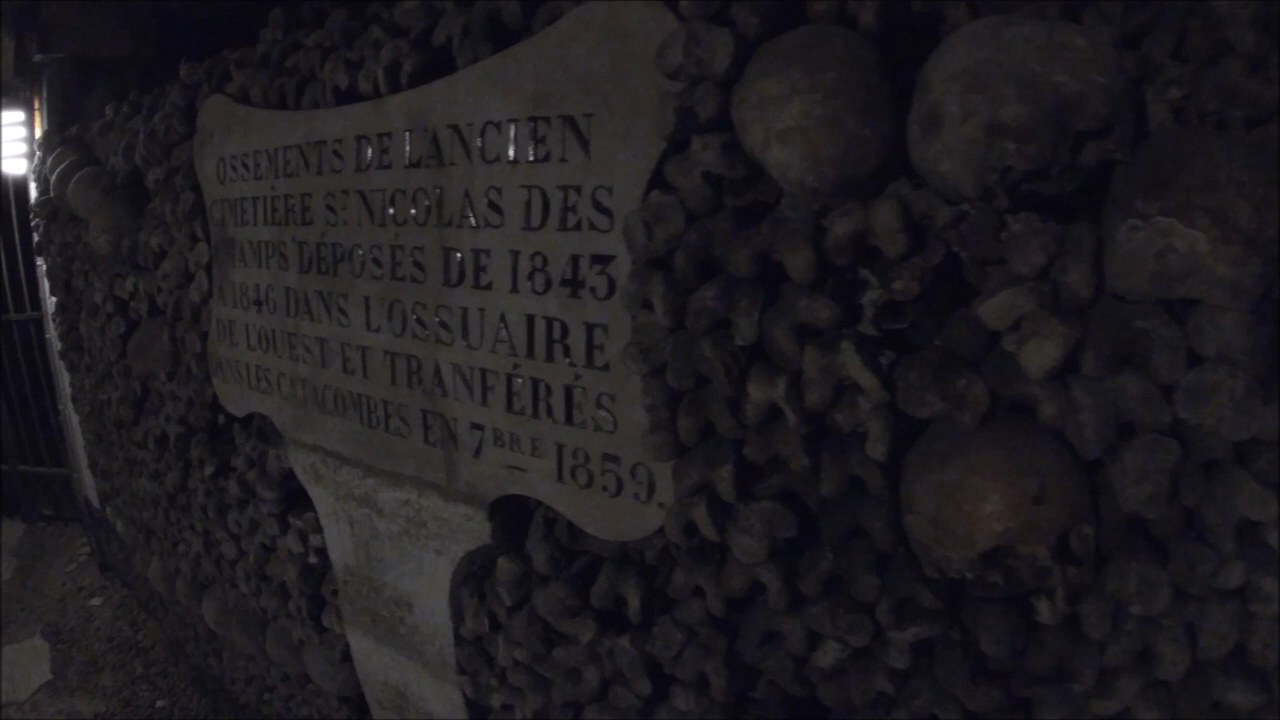 OSSEMENTS DE L'ANCIEN
CIMETIÈRE ST NICOLAS DES
CHAMPS DÉPOSÉS DE 1843
A 1846 DANS L'OSSUAIRE
DE L'OUEST ET TRANFÉRÉS
DANS LES CATACOMBES EN 7BRE 1859.